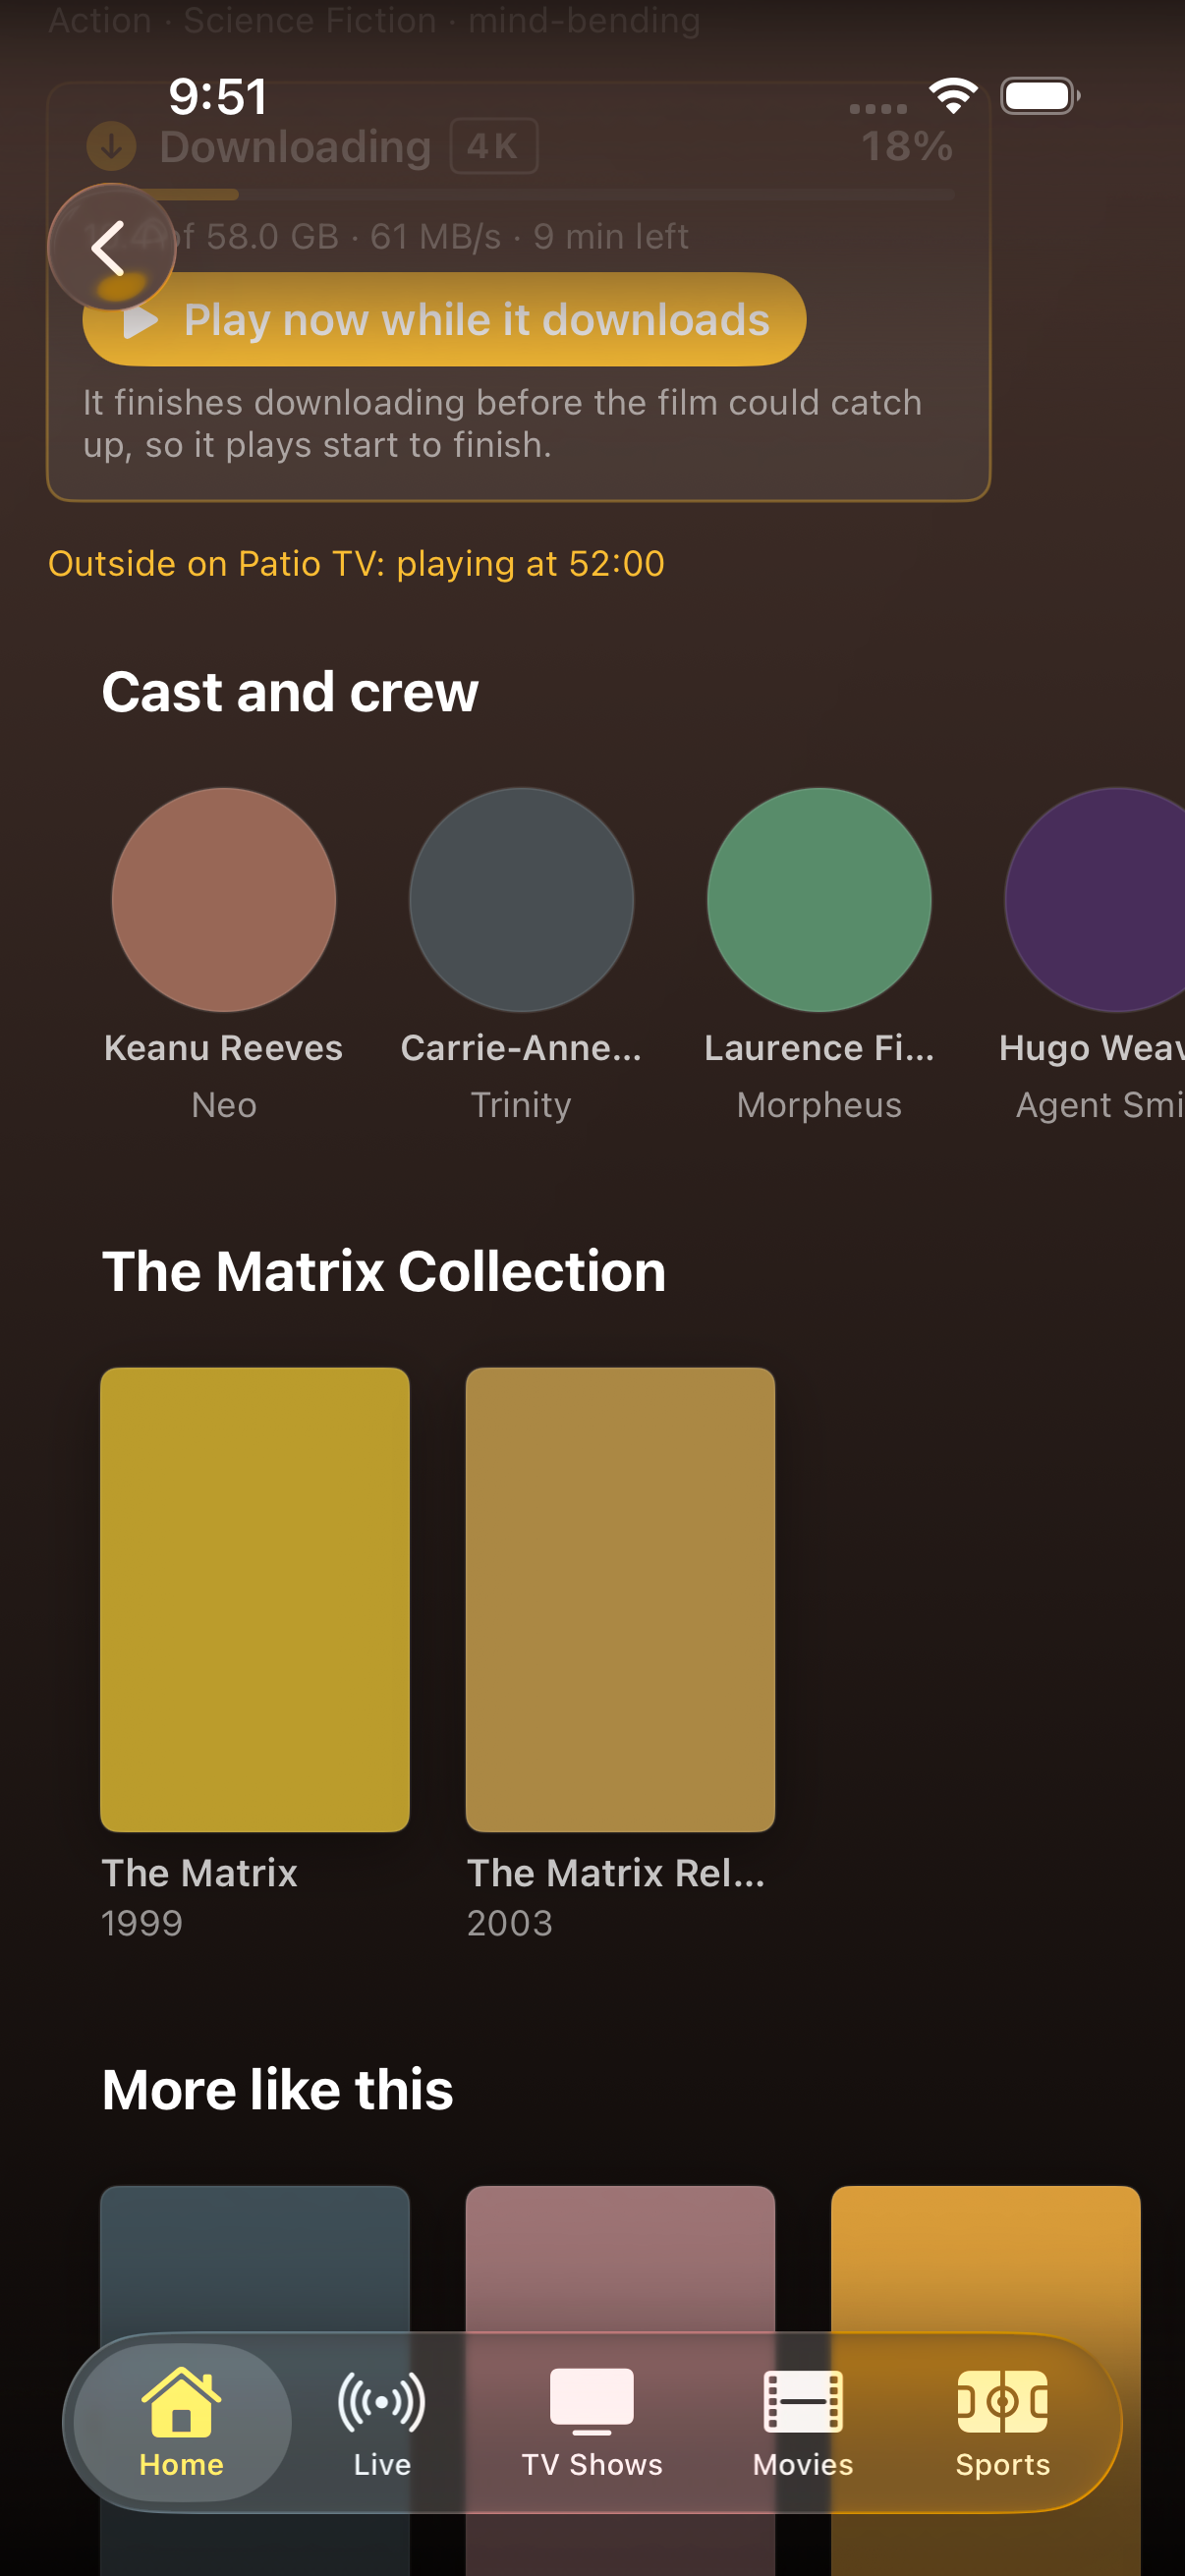 Action · Science Fiction · mind-bending
9:51
Downloading 4K 18%
of 58.0 GB · 61 MB/s · 9 min left
Play now while it downloads
It finishes downloading before the film could catch
up, so it plays start to finish.
Outside on Patio TV: playing at 52:00
Cast and crew
Keanu Reeves Carrie-Anne... Laurence Fi... Hugo Weav
Neo Trinity Morpheus Agent Smi
The Matrix Collection
The Matrix The Matrix Rel...
1999 2003
More like this
Home Live TV Shows Movies Sports